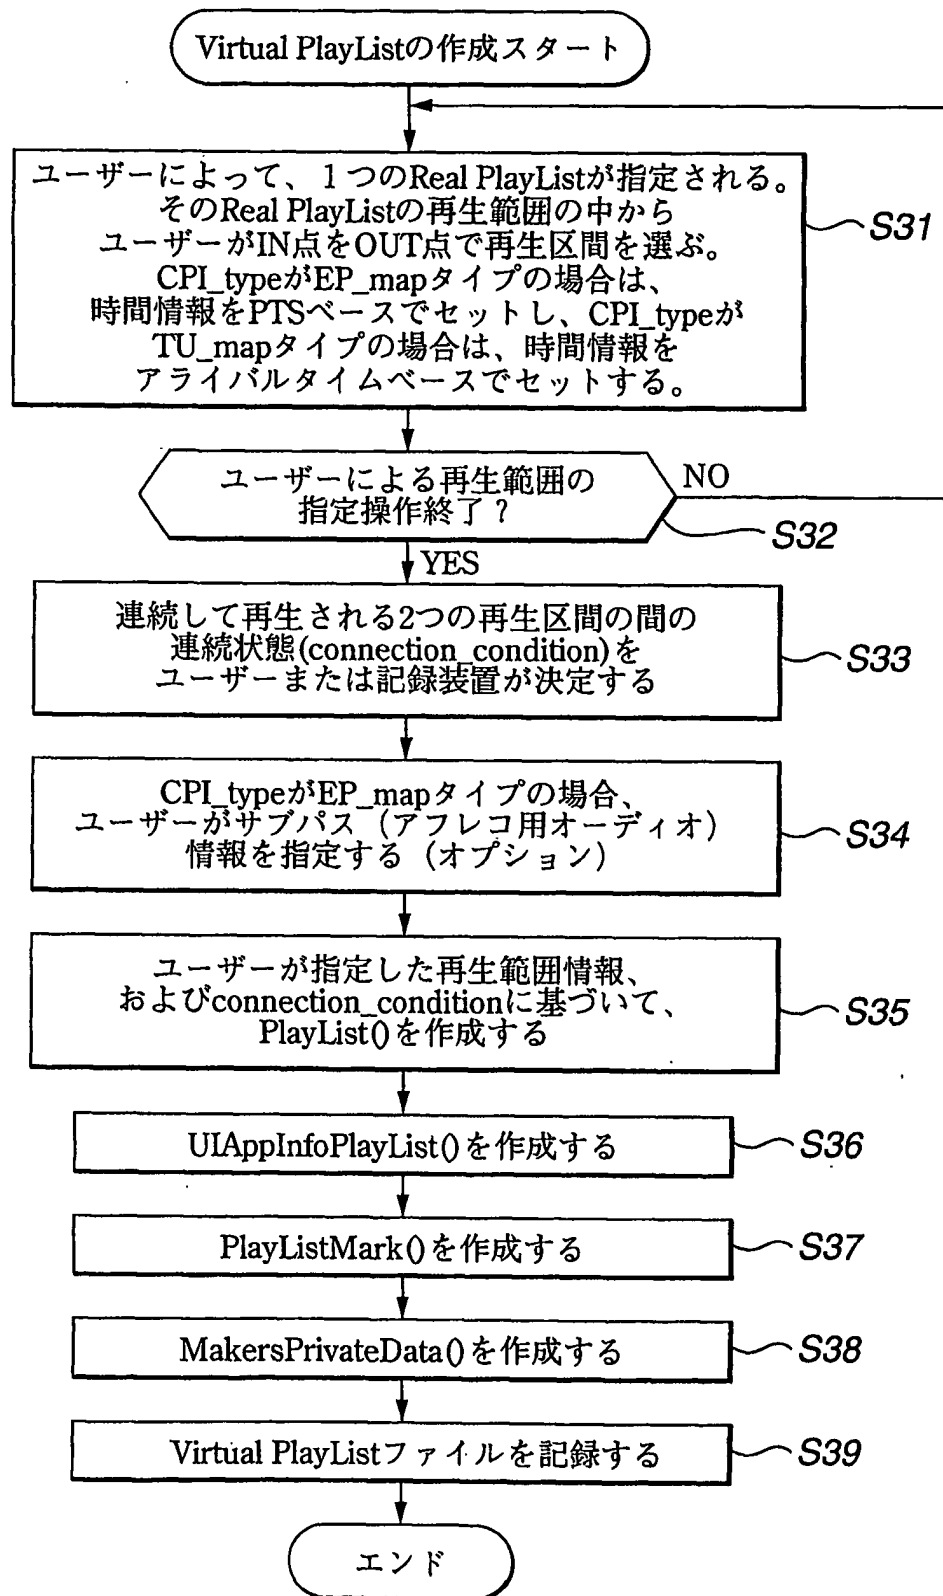 Virtual PlayListの作成スタート
ユーザーによって、1つのReal PlayListが指定される。
そのReal PlayListの再生範囲の中から
ユーザーがIN点をOUT点で再生区間を選ぶ。
CPI_typeがEP_mapタイプの場合は、
時間情報をPTSベースでセットし、CPI_typeが
TU_mapタイプの場合は、時間情報を
アライバルタイムベースでセットする。
S31
ユーザーによる再生範囲の
指定操作終了？
NO
S32
YES
連続して再生される2つの再生区間の間の
連続状態(connection_condition)を
ユーザーまたは記録装置が決定する
S33
CPI_typeがEP_mapタイプの場合、
ユーザーがサブパス（アフレコ用オーディオ）
情報を指定する（オプション）
S34
ユーザーが指定した再生範囲情報、
およびconnection_conditionに基づいて、
PlayList()を作成する
S35
UIAppInfoPlayList()を作成する
S36
PlayListMark()を作成する
S37
MakersPrivateData()を作成する
S38
Virtual PlayListファイルを記録する
S39
エンド